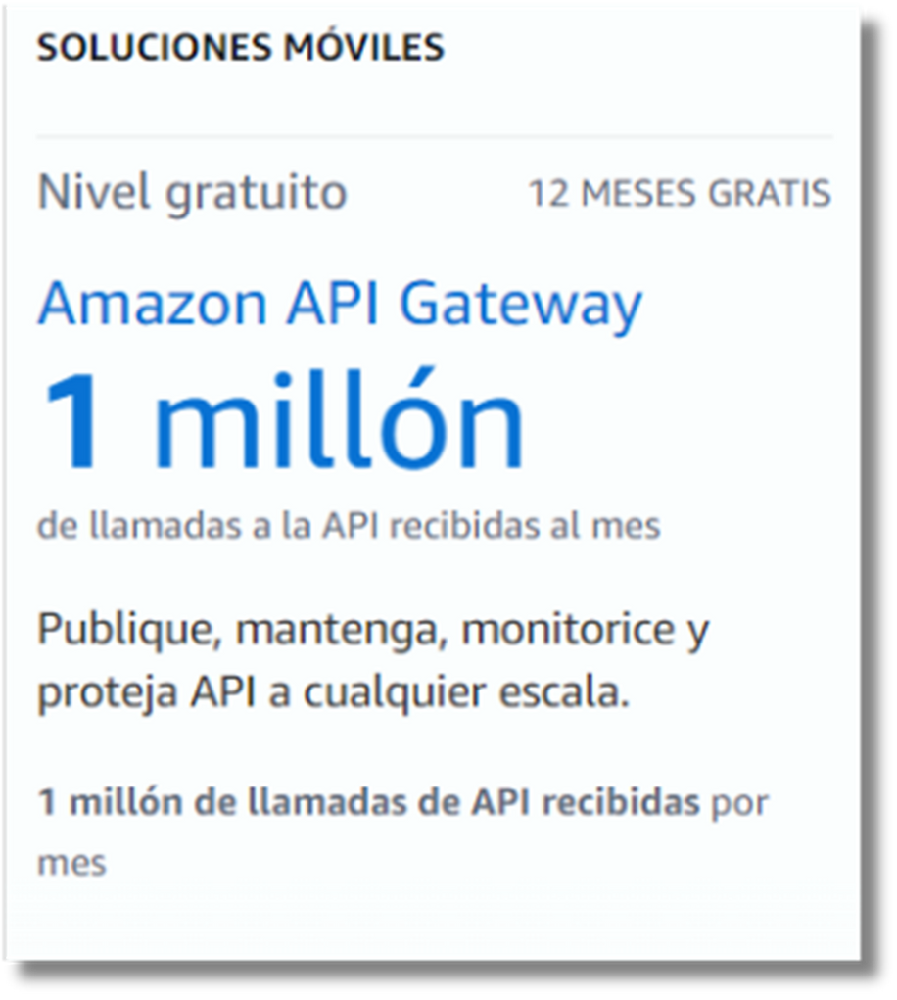 SOLUCIONES MÓVILES
Nivel gratuito 12 MESES GRATIS
Amazon API Gateway
1 millón
de llamadas a la API recibidas al mes
Publique, mantenga, monitorice y
proteja API a cualquier escala.
1 millón de llamadas de API recibidas por
mes